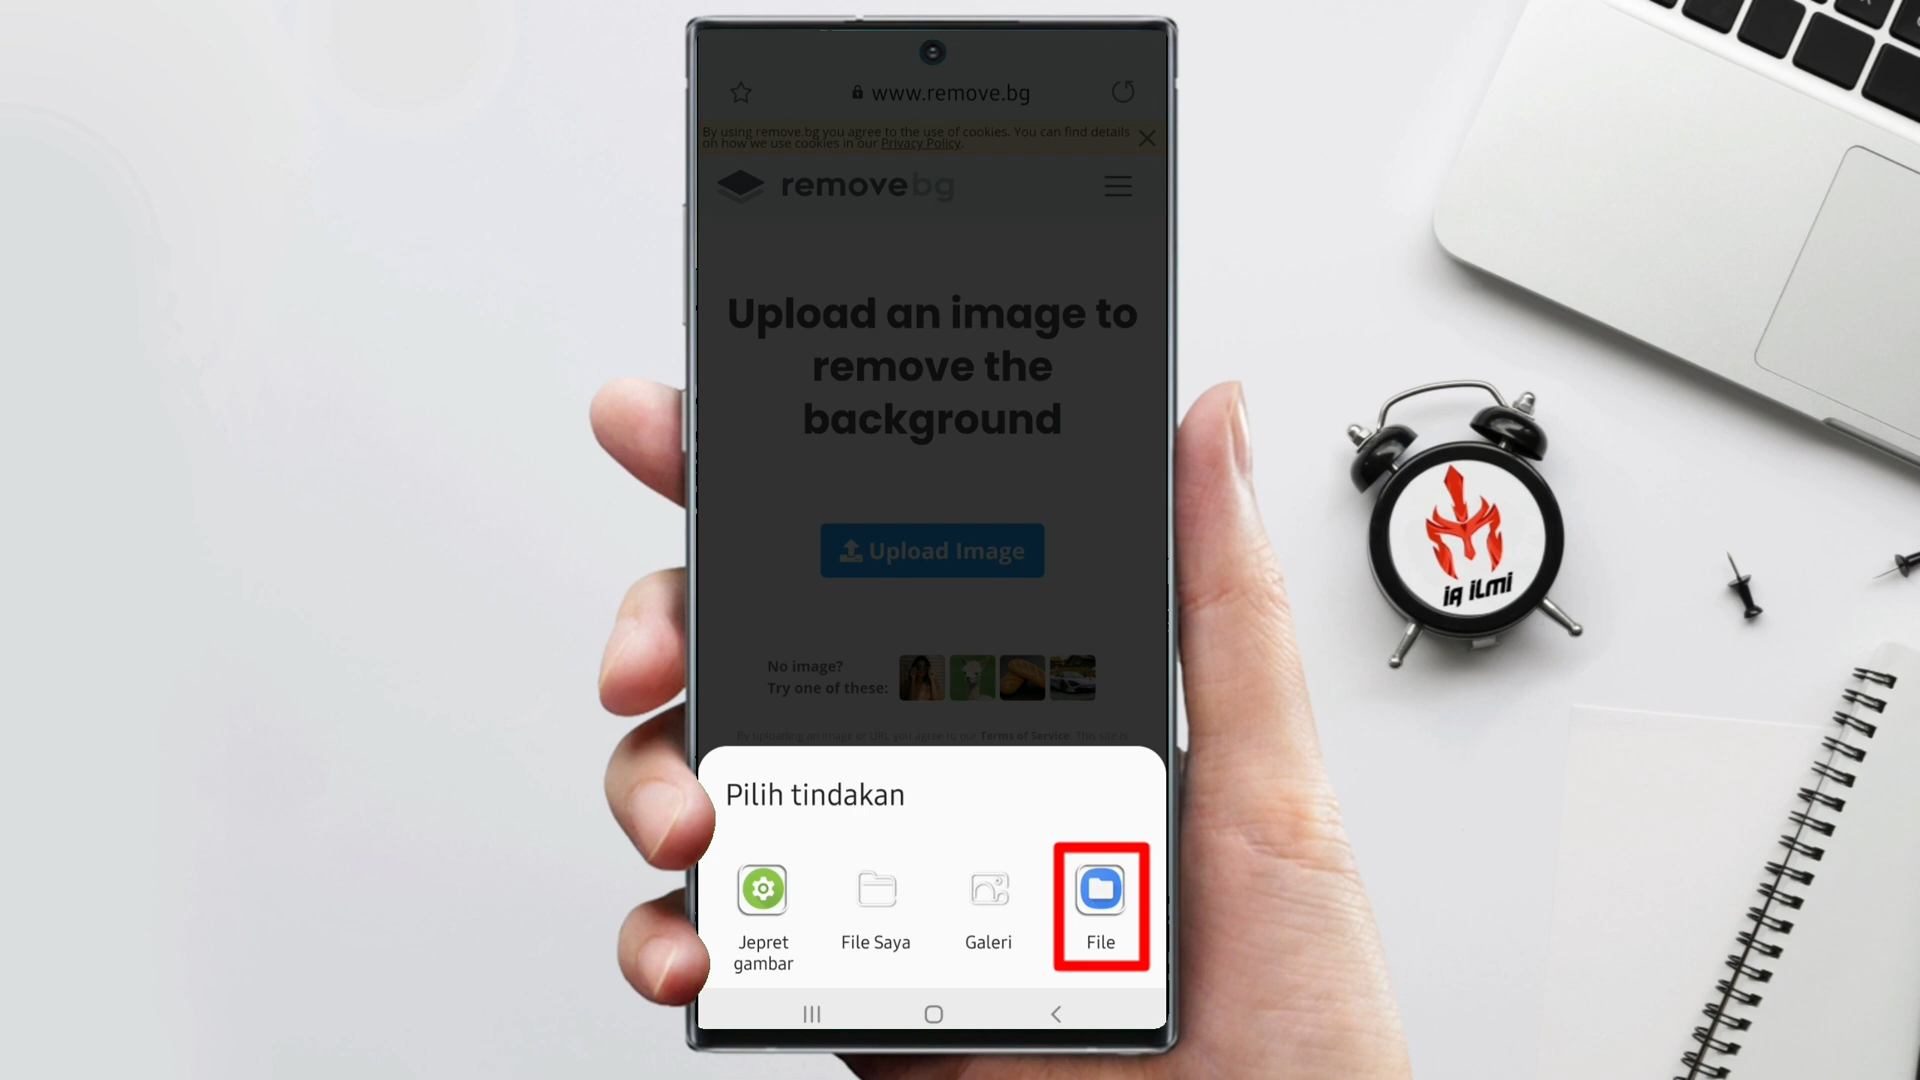 www.remove.bg
By using remove.bg you agree to the use of cookies. You can find details
on how we use cookies in our Privacy Policy.
removebg
Upload an image to
remove the
background
Upload Image
No image?
Try one of these:
By uploading an image or URL you agree to our Terms of Service. This site is
Pilih tindakan
Jepret
gambar
File Saya
Galeri
File
iq iLmi